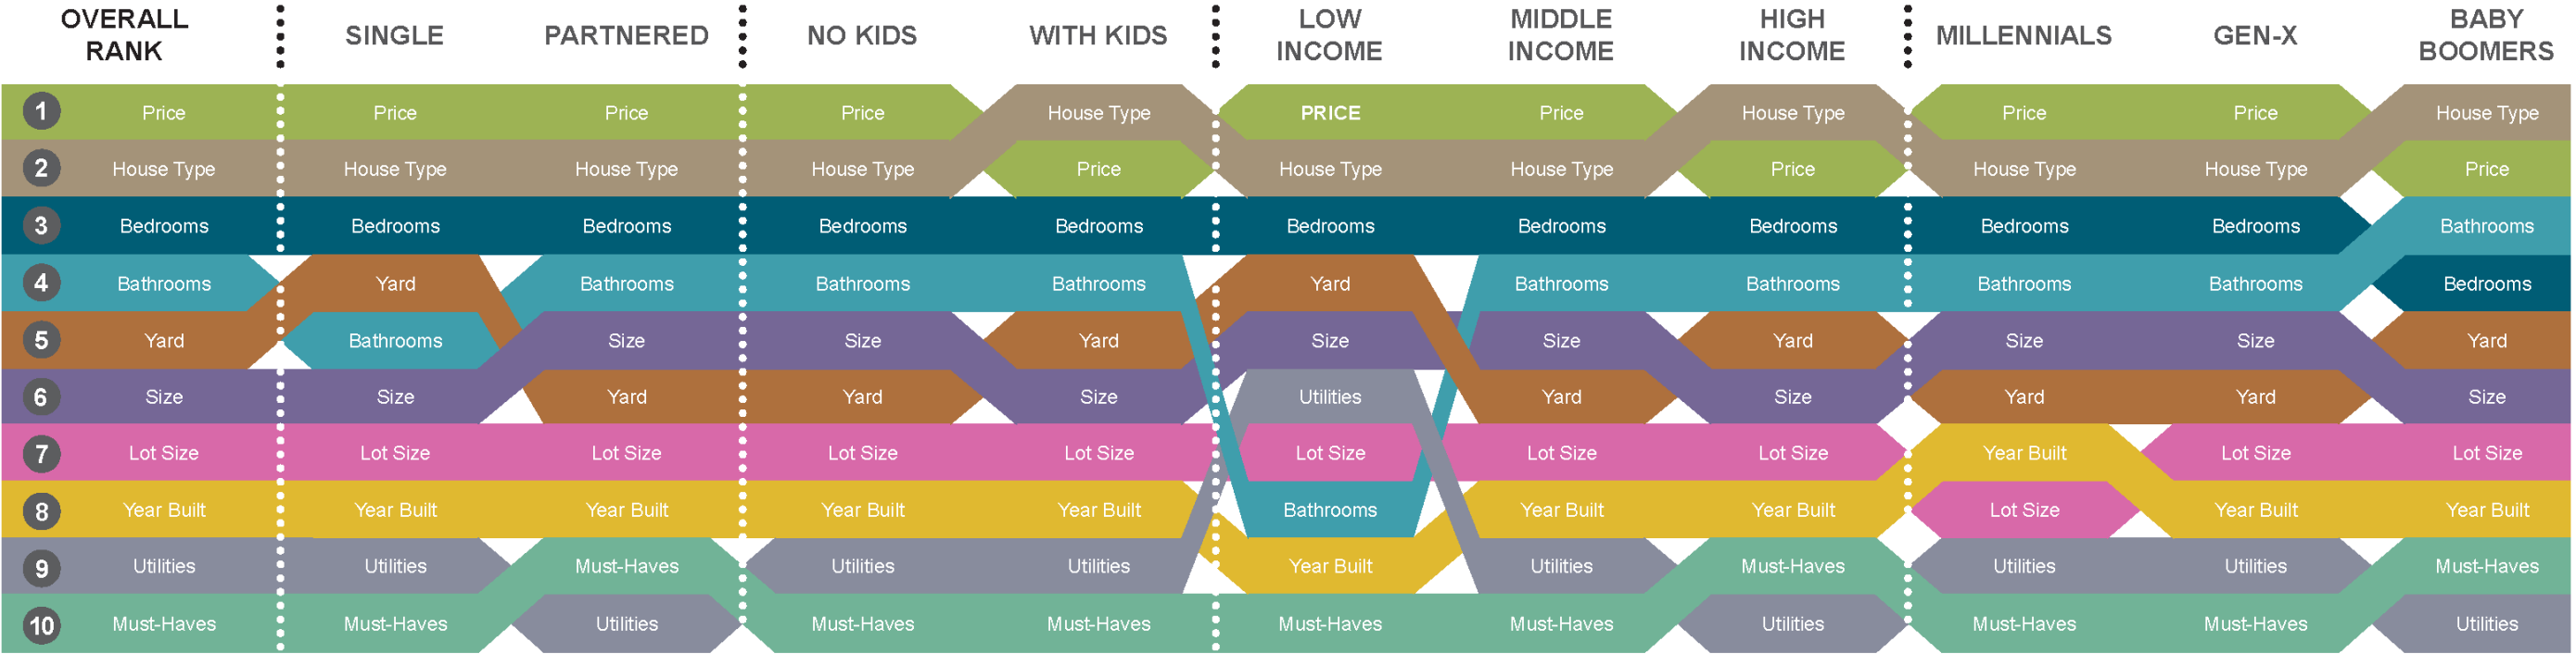 OVERALL RANK
SINGLE
PARTNERED
NO KIDS
WITH KIDS
LOW INCOME
MIDDLE INCOME
HIGH INCOME
MILLENNIALS
GEN-X
BABY BOOMERS
1 Price Price Price Price House Type PRICE Price House Type Price Price House Type
2 House Type House Type House Type House Type Price House Type House Type Price House Type House Type Price
3 Bedrooms Bedrooms Bedrooms Bedrooms Bedrooms Bedrooms Bedrooms Bedrooms Bedrooms Bedrooms Bathrooms
4 Bathrooms Yard Bathrooms Bathrooms Bathrooms Yard Bathrooms Bathrooms Bathrooms Bathrooms Bedrooms
5 Yard Bathrooms Size Size Yard Size Size Yard Size Size Yard
6 Size Size Yard Yard Size Utilities Yard Size Yard Yard Size
7 Lot Size Lot Size Lot Size Lot Size Lot Size Lot Size Lot Size Lot Size Year Built Lot Size Lot Size
8 Year Built Year Built Year Built Year Built Year Built Bathrooms Year Built Year Built Lot Size Year Built Year Built
9 Utilities Utilities Must-Haves Utilities Utilities Year Built Utilities Must-Haves Utilities Utilities Must-Haves
10 Must-Haves Must-Haves Utilities Must-Haves Must-Haves Must-Haves Must-Haves Utilities Must-Haves Must-Haves Utilities